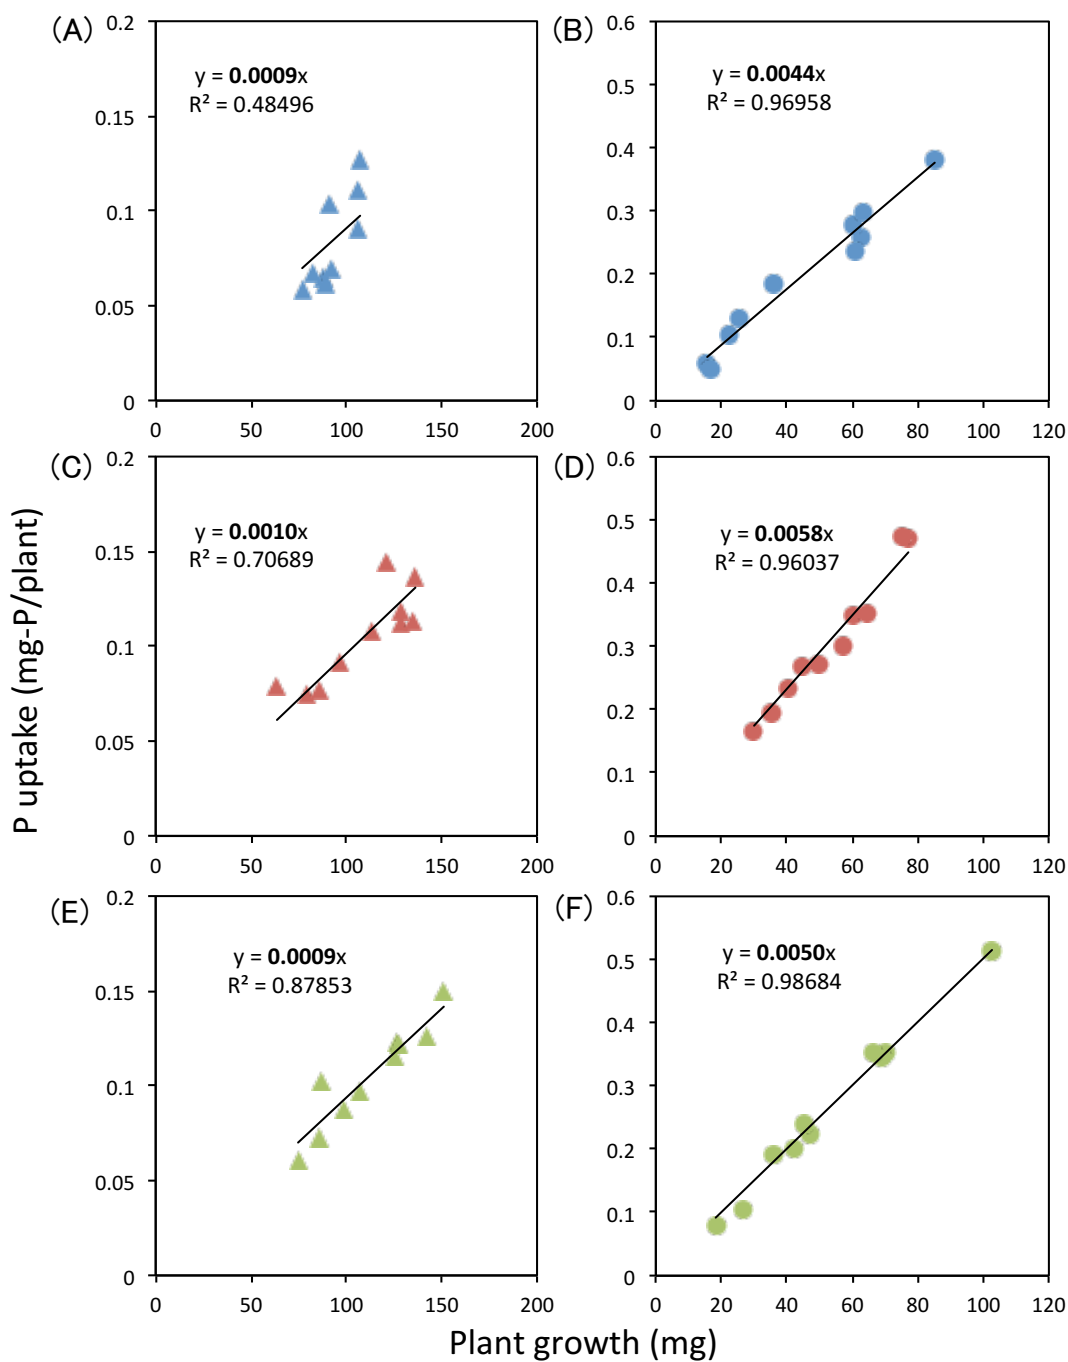 (A)
0.2
0.15
0.1
0.05
0
y = 0.0009x
R² = 0.48496
0 50 100 150 200
(B)
0.6
0.5
0.4
0.3
0.2
0.1
0
y = 0.0044x
R² = 0.96958
0 20 40 60 80 100 120
(C)
0.2
0.15
0.1
0.05
0
y = 0.0010x
R² = 0.70689
0 50 100 150 200
(D)
0.6
0.5
0.4
0.3
0.2
0.1
0
y = 0.0058x
R² = 0.96037
0 20 40 60 80 100 120
(E)
0.2
0.15
0.1
0.05
0
y = 0.0009x
R² = 0.87853
0 50 100 150 200
(F)
0.6
0.5
0.4
0.3
0.2
0.1
0
y = 0.0050x
R² = 0.98684
0 20 40 60 80 100 120
P uptake (mg-P/plant)
Plant growth (mg)